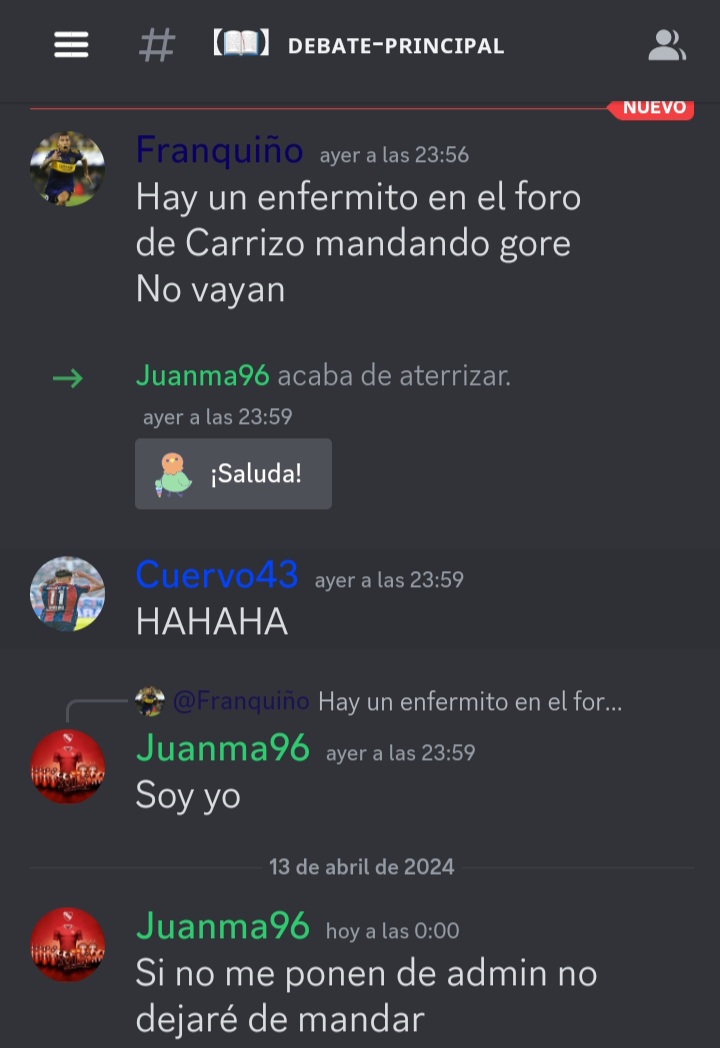 # 【📖】 DEBATE-PRINCIPAL
NUEVO
Franquiño ayer a las 23:56
Hay un enfermito en el foro
de Carrizo mandando gore
No vayan
Juanma96 acaba de aterrizar.
ayer a las 23:59
¡Saluda!
Cuervo43 ayer a las 23:59
HAHAHA
@Franquiño Hay un enfermito en el for...
Juanma96 ayer a las 23:59
Soy yo
13 de abril de 2024
Juanma96 hoy a las 0:00
Si no me ponen de admin no
dejaré de mandar